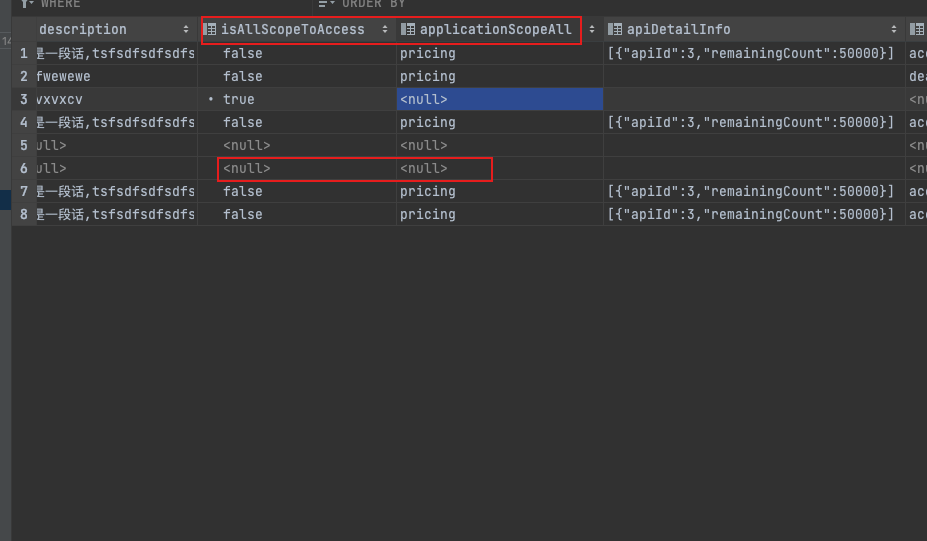 WHERE ORDER BY
14
description isAllScopeToAccess applicationScopeAll apiDetailInfo
1 是一段话,tsfsdfsdfsdfs false pricing [{"apiId":3,"remainingCount":50000}] acc
2 fwewewe false pricing dea
3 vxvxcv true <null> <nu
4 是一段话,tsfsdfsdfsdfs false pricing [{"apiId":3,"remainingCount":50000}] acc
5 ull> <null> <null> <nu
6 ull> <null> <null> <nu
7 是一段话,tsfsdfsdfsdfs false pricing [{"apiId":3,"remainingCount":50000}] acc
8 是一段话,tsfsdfsdfsdfs false pricing [{"apiId":3,"remainingCount":50000}] acc